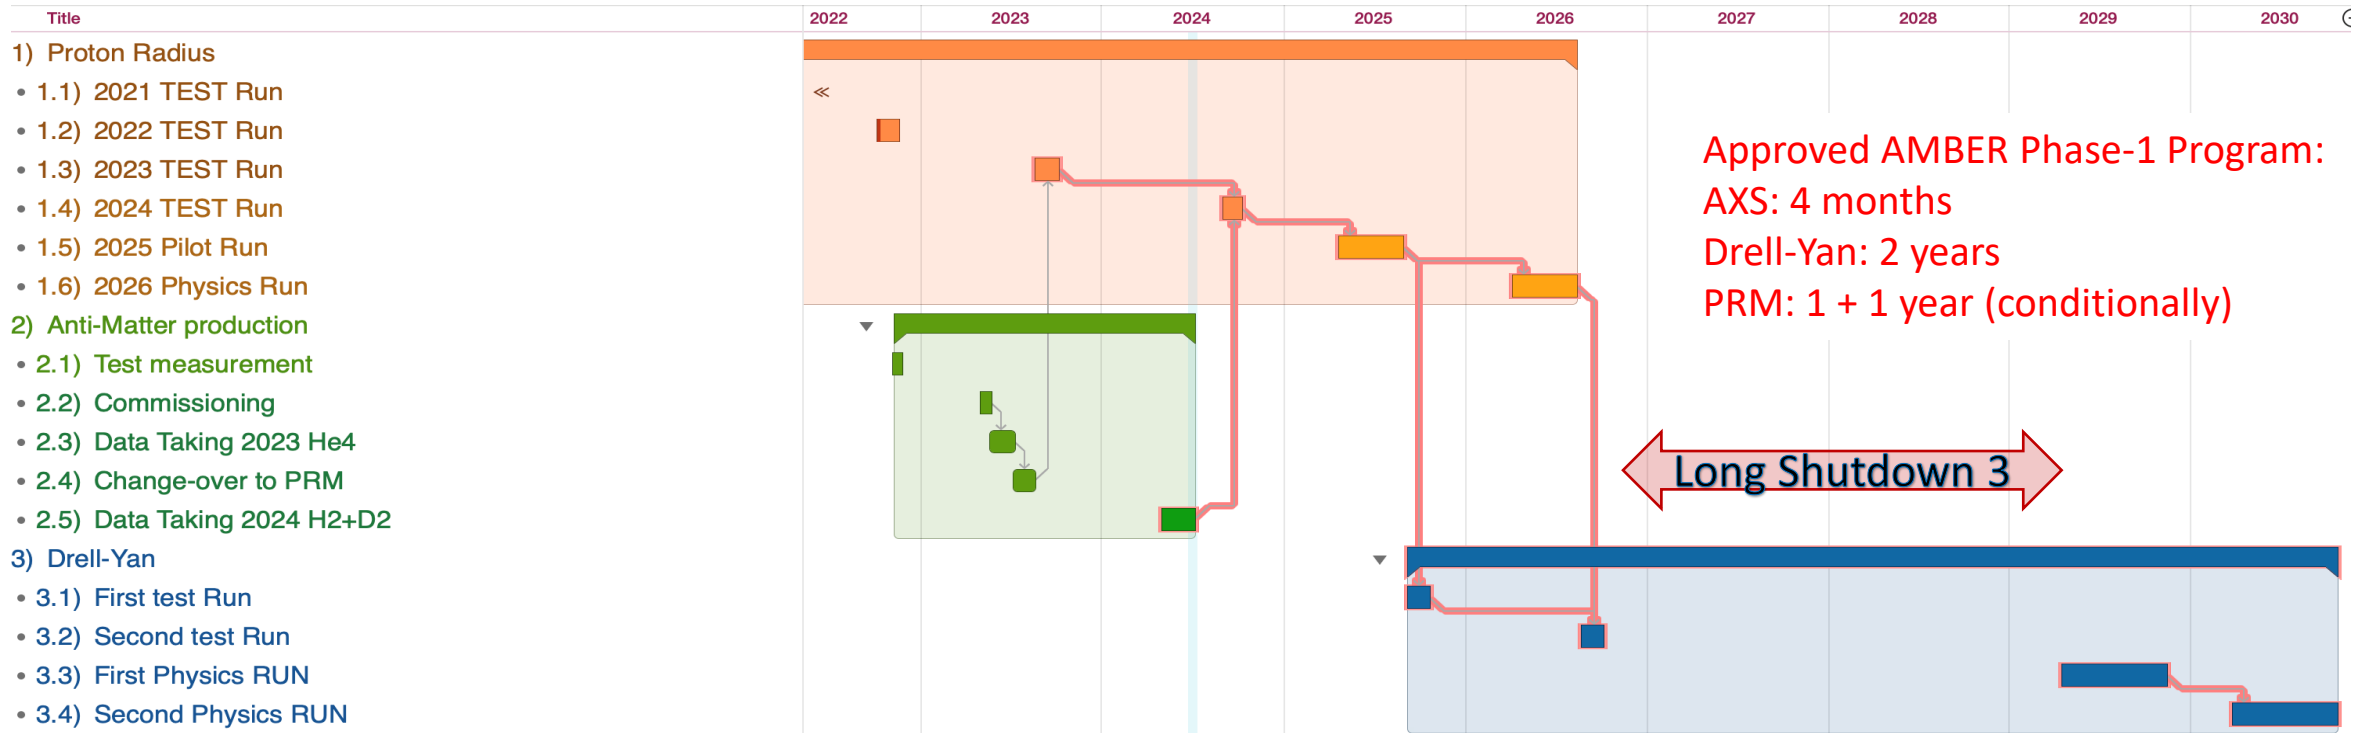 Title 2022 2023 2024 2025 2026 2027 2028 2029 2030
1) Proton Radius
• 1.1) 2021 TEST Run
• 1.2) 2022 TEST Run
• 1.3) 2023 TEST Run
• 1.4) 2024 TEST Run
• 1.5) 2025 Pilot Run
• 1.6) 2026 Physics Run
2) Anti-Matter production
• 2.1) Test measurement
• 2.2) Commissioning
• 2.3) Data Taking 2023 He4
• 2.4) Change-over to PRM
• 2.5) Data Taking 2024 H2+D2
3) Drell-Yan
• 3.1) First test Run
• 3.2) Second test Run
• 3.3) First Physics RUN
• 3.4) Second Physics RUN
Approved AMBER Phase-1 Program:
AXS: 4 months
Drell-Yan: 2 years
PRM: 1 + 1 year (conditionally)
Long Shutdown 3